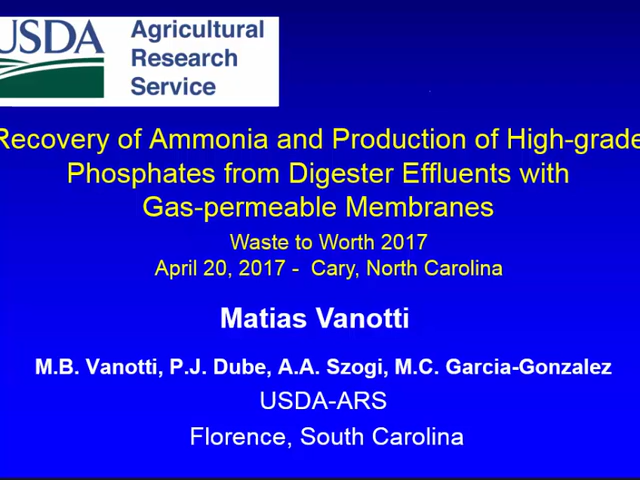 USDA
Agricultural
Research
Service
Recovery of Ammonia and Production of High-grade
Phosphates from Digester Effluents with
Gas-permeable Membranes
Waste to Worth 2017
April 20, 2017 - Cary, North Carolina
Matias Vanotti
M.B. Vanotti, P.J. Dube, A.A. Szogi, M.C. Garcia-Gonzalez
USDA-ARS
Florence, South Carolina